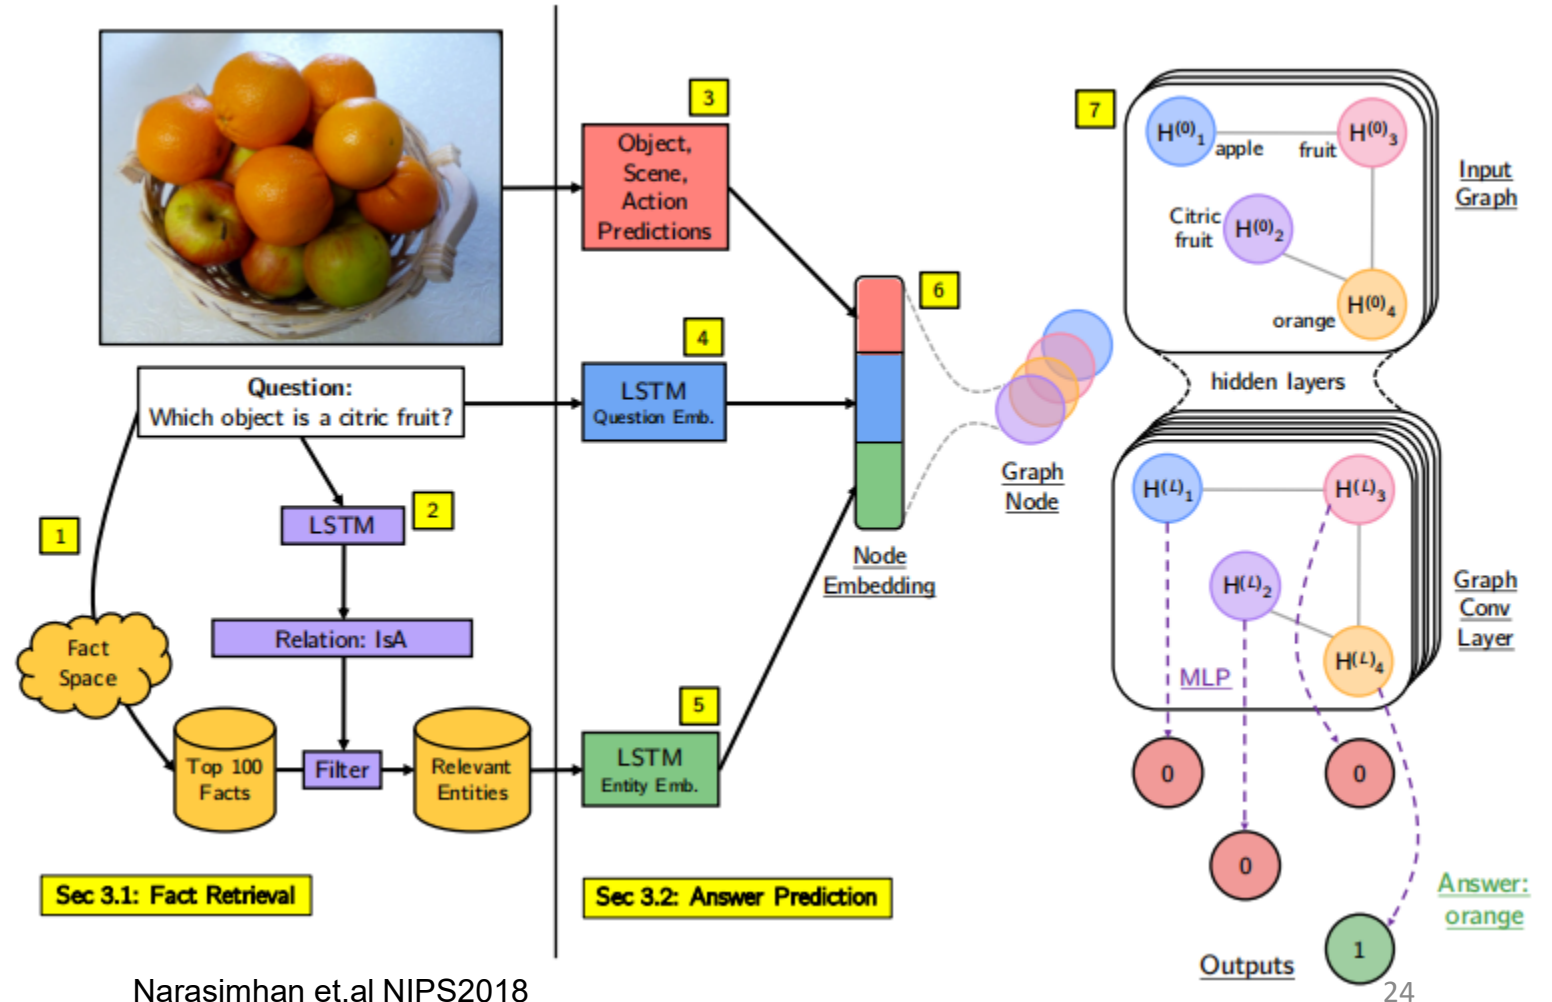 Question:
Which object is a citric fruit?
1
Fact
Space
LSTM
2
Relation: IsA
Top 100
Facts
Filter
Relevant
Entities
Sec 3.1: Fact Retrieval
3
Object,
Scene,
Action
Predictions
4
LSTM
Question Emb.
5
LSTM
Entity Emb.
Sec 3.2: Answer Prediction
6
Node
Embedding
Graph
Node
7
H(0)1
apple
H(0)3
fruit
Citric
fruit
H(0)2
H(0)4
orange
Input
Graph
hidden layers
H(L)1
H(L)3
H(L)2
H(L)4
Graph
Conv
Layer
MLP
0
0
0
1
Answer:
orange
Outputs
Narasimhan et.al NIPS2018
24